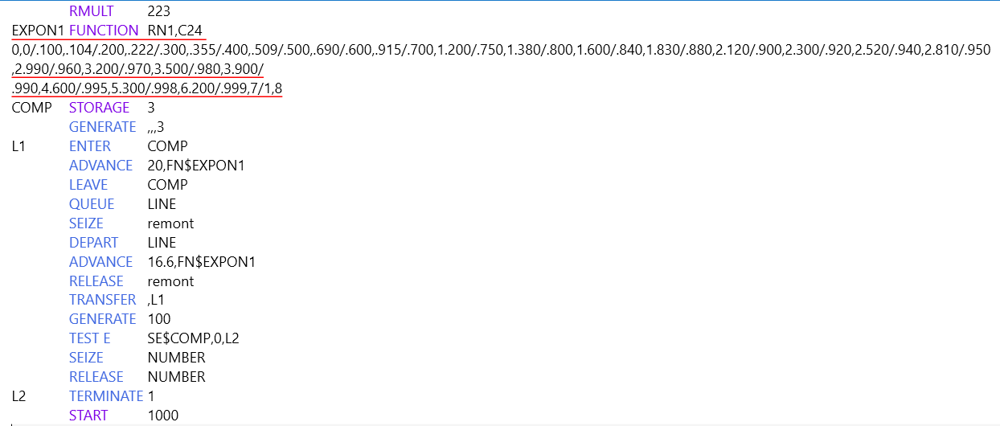 RMULT 223
EXPON1 FUNCTION RN1,C24
0,0/.100,.104/.200,.222/.300,.355/.400,.509/.500,.690/.600,.915/.700,1.200/.750,1.380/.800,1.600/.840,1.830/.880,2.120/.900,2.300/.920,2.520/.940,2.810/.950
,2.990/.960,3.200/.970,3.500/.980,3.900/
.990,4.600/.995,5.300/.998,6.200/.999,7/1,8
COMP STORAGE 3
GENERATE ,,,3
L1 ENTER COMP
ADVANCE 20,FN$EXPON1
LEAVE COMP
QUEUE LINE
SEIZE remont
DEPART LINE
ADVANCE 16.6,FN$EXPON1
RELEASE remont
TRANSFER ,L1
GENERATE 100
TEST E SE$COMP,0,L2
SEIZE NUMBER
RELEASE NUMBER
L2 TERMINATE 1
START 1000